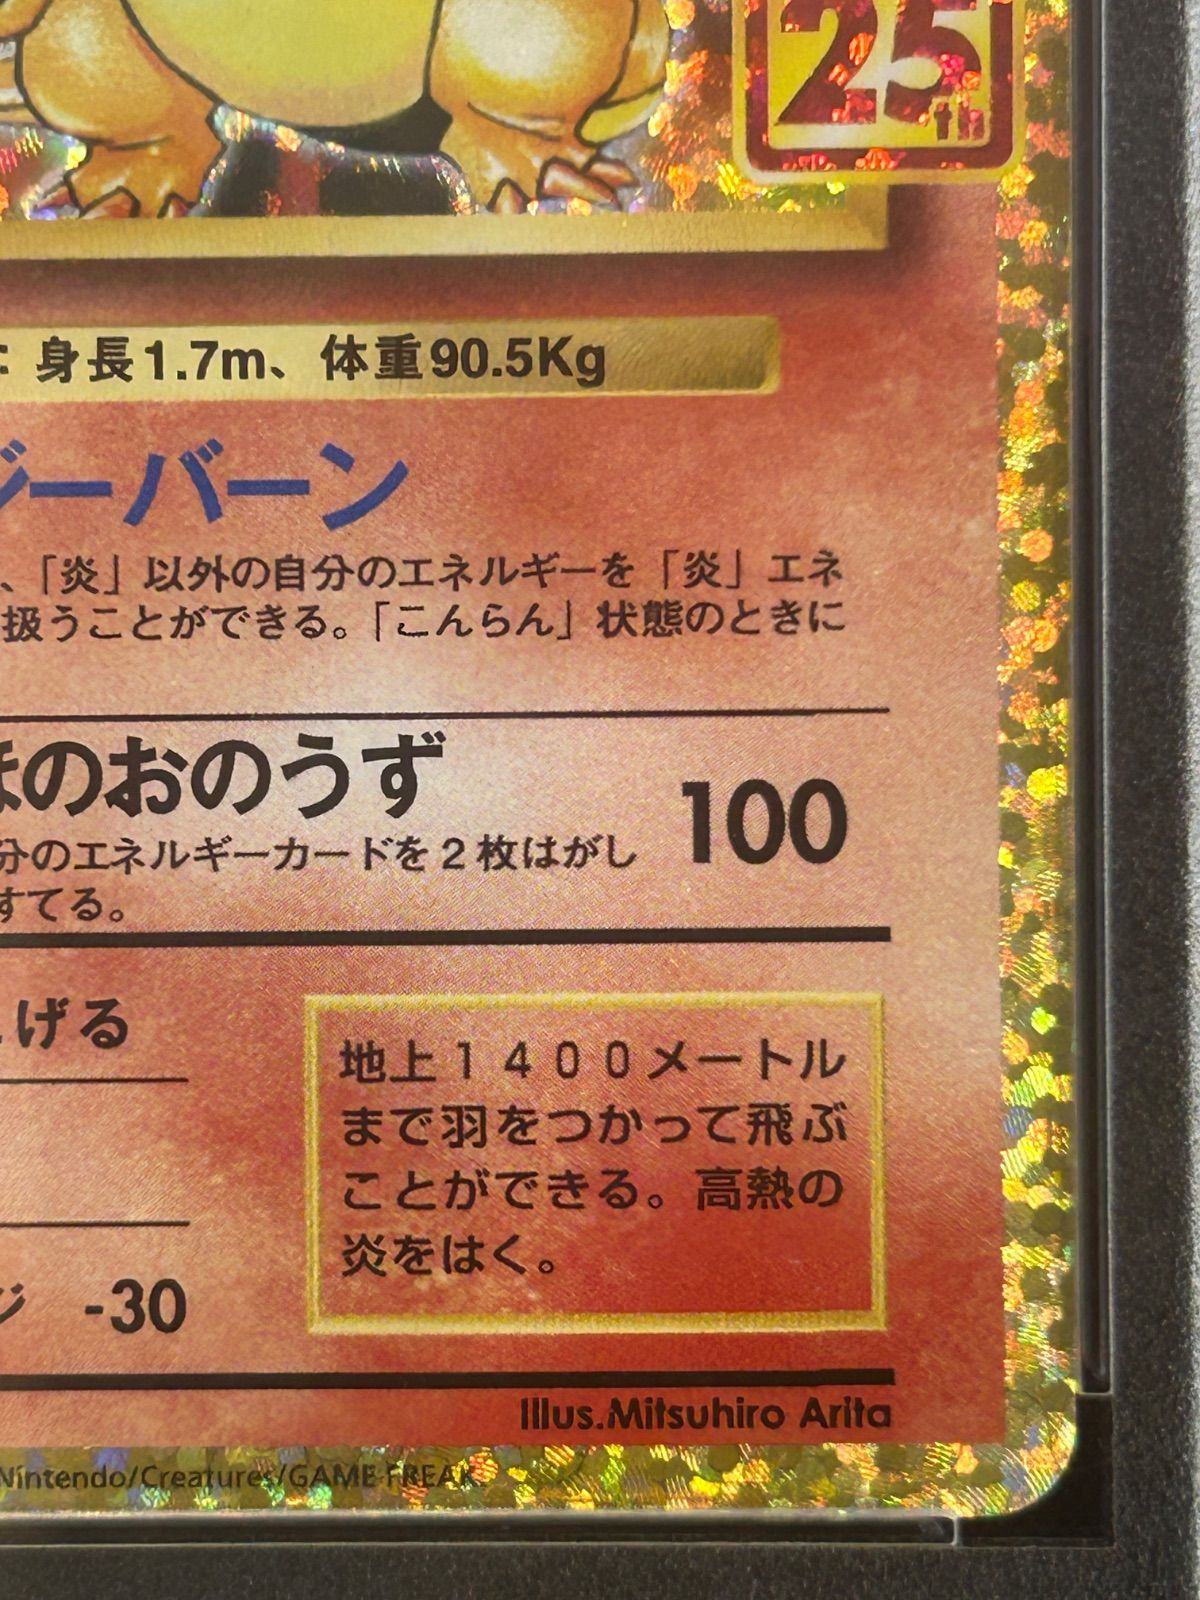 25th
：身長1.7m、体重90.5Kg
ジーバーン
、「炎」以外の自分のエネルギーを「炎」エネ
扱うことができる。「こんらん」状態のときに
ほのおのうず
100
分のエネルギーカードを2枚はがし
すてる。
げる
地上1400メートル
まで羽をつかって飛ぶ
ことができる。高熱の
炎をはく。
ジ -30
Illus.Mitsuhiro Arita
Nintendo/Creatures/GAME FREAK.